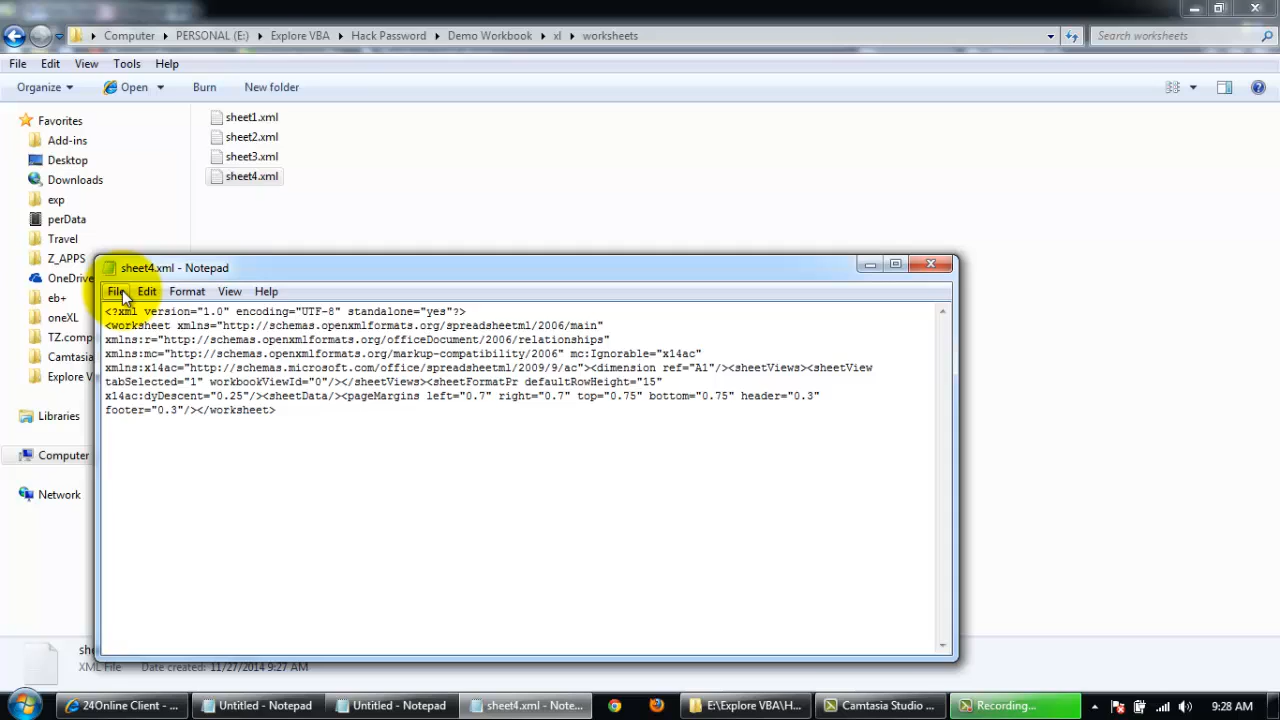 Computer PERSONAL (E:) Explore VBA Hack Password Demo Workbook xl worksheets Search worksheets
File Edit View Tools Help
Organize Open Burn New folder
Favorites
Add-ins
Desktop
Downloads
exp
perData
Travel
Z_APPS
OneDrive
eb+
oneXL
TZ.comp
Camtasia
Explore V
Libraries
Computer
Network
sheet1.xml
sheet2.xml
sheet3.xml
sheet4.xml
sheet4.xml - Notepad
File Edit Format View Help
<?xml version="1.0" encoding="UTF-8" standalone="yes"?>
<worksheet xmlns="http://schemas.openxmlformats.org/spreadsheetml/2006/main"
xmlns:r="http://schemas.openxmlformats.org/officeDocument/2006/relationships"
xmlns:mc="http://schemas.openxmlformats.org/markup-compatibility/2006" mc:Ignorable="x14ac"
xmlns:x14ac="http://schemas.microsoft.com/office/spreadsheetml/2009/9/ac"><dimension ref="A1"/><sheetViews><sheetView
tabSelected="1" workbookViewId="0"/></sheetViews><sheetFormatPr defaultRowHeight="15"
x14ac:dyDescent="0.25"/><sheetData/><pageMargins left="0.7" right="0.7" top="0.75" bottom="0.75" header="0.3"
footer="0.3"/></worksheet>
she
XML File Date created: 11/27/2014 9:27 AM
24Online Client - ... Untitled - Notepad Untitled - Notepad sheet4.xml - Note... E:\Explore VBA\H... Camtasia Studio ... Recording... 9:28 AM